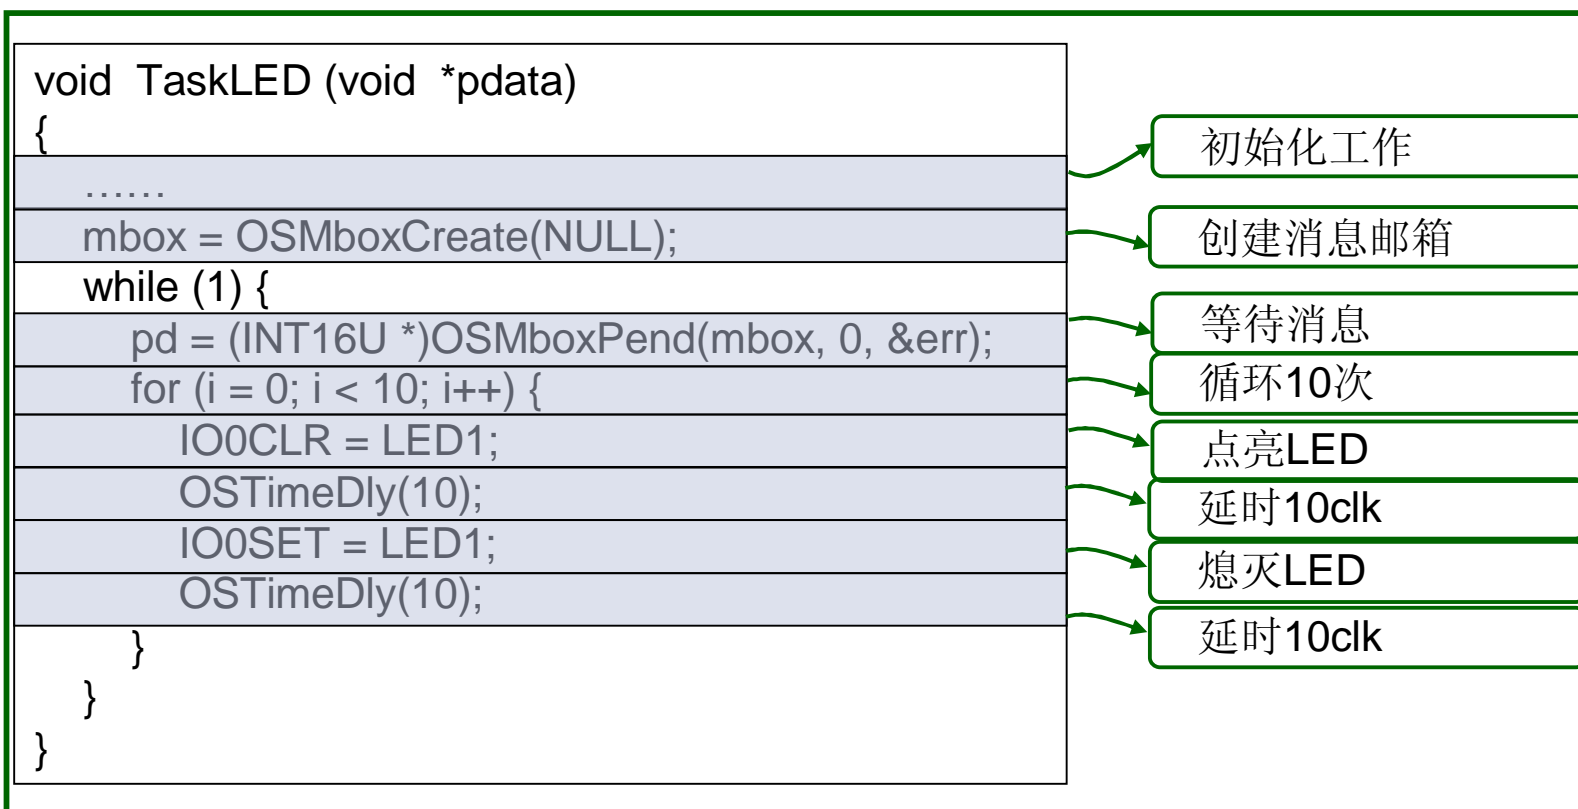 void TaskLED (void *pdata)
{
……
初始化工作
mbox = OSMboxCreate(NULL);
创建消息邮箱
while (1) {
pd = (INT16U *)OSMboxPend(mbox, 0, &err);
等待消息
for (i = 0; i < 10; i++) {
循环10次
IO0CLR = LED1;
点亮LED
OSTimeDly(10);
延时10clk
IO0SET = LED1;
熄灭LED
OSTimeDly(10);
延时10clk
}
}
}